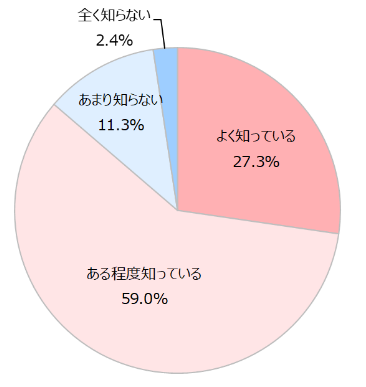 全く知らない
2.4%
あまり知らない
11.3%
よく知っている
27.3%
ある程度知っている
59.0%